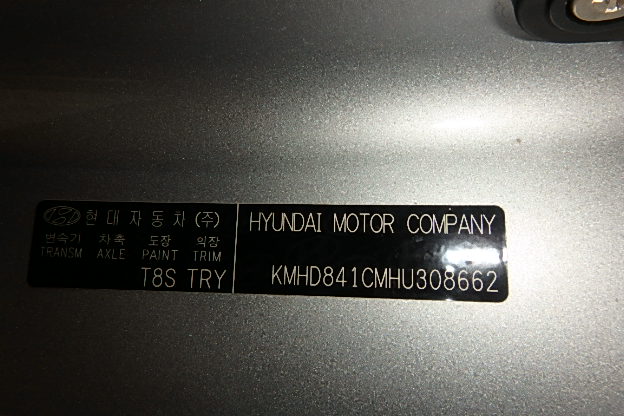 현대자동차(주)
변속기 차축 도장 의장
TRANSM AXLE PAINT TRIM
T8S TRY
HYUNDAI MOTOR COMPANY
KMHD841CMHU308662